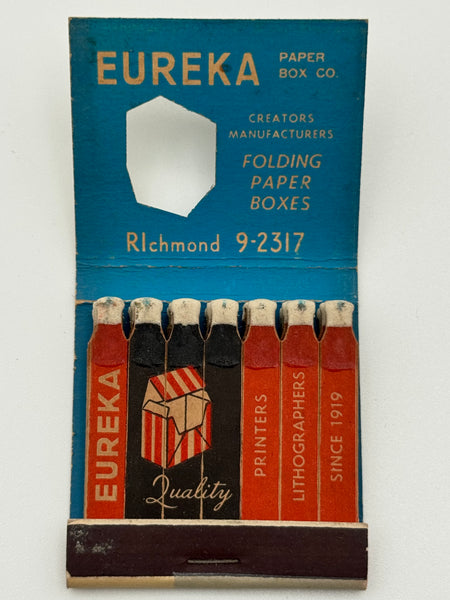 EUREKA PAPER BOX CO.
CREATORS
MANUFACTURERS
FOLDING
PAPER
BOXES
RIchmond 9-2317
EUREKA
Quality
PRINTERS
LITHOGRAPHERS
SINCE 1919